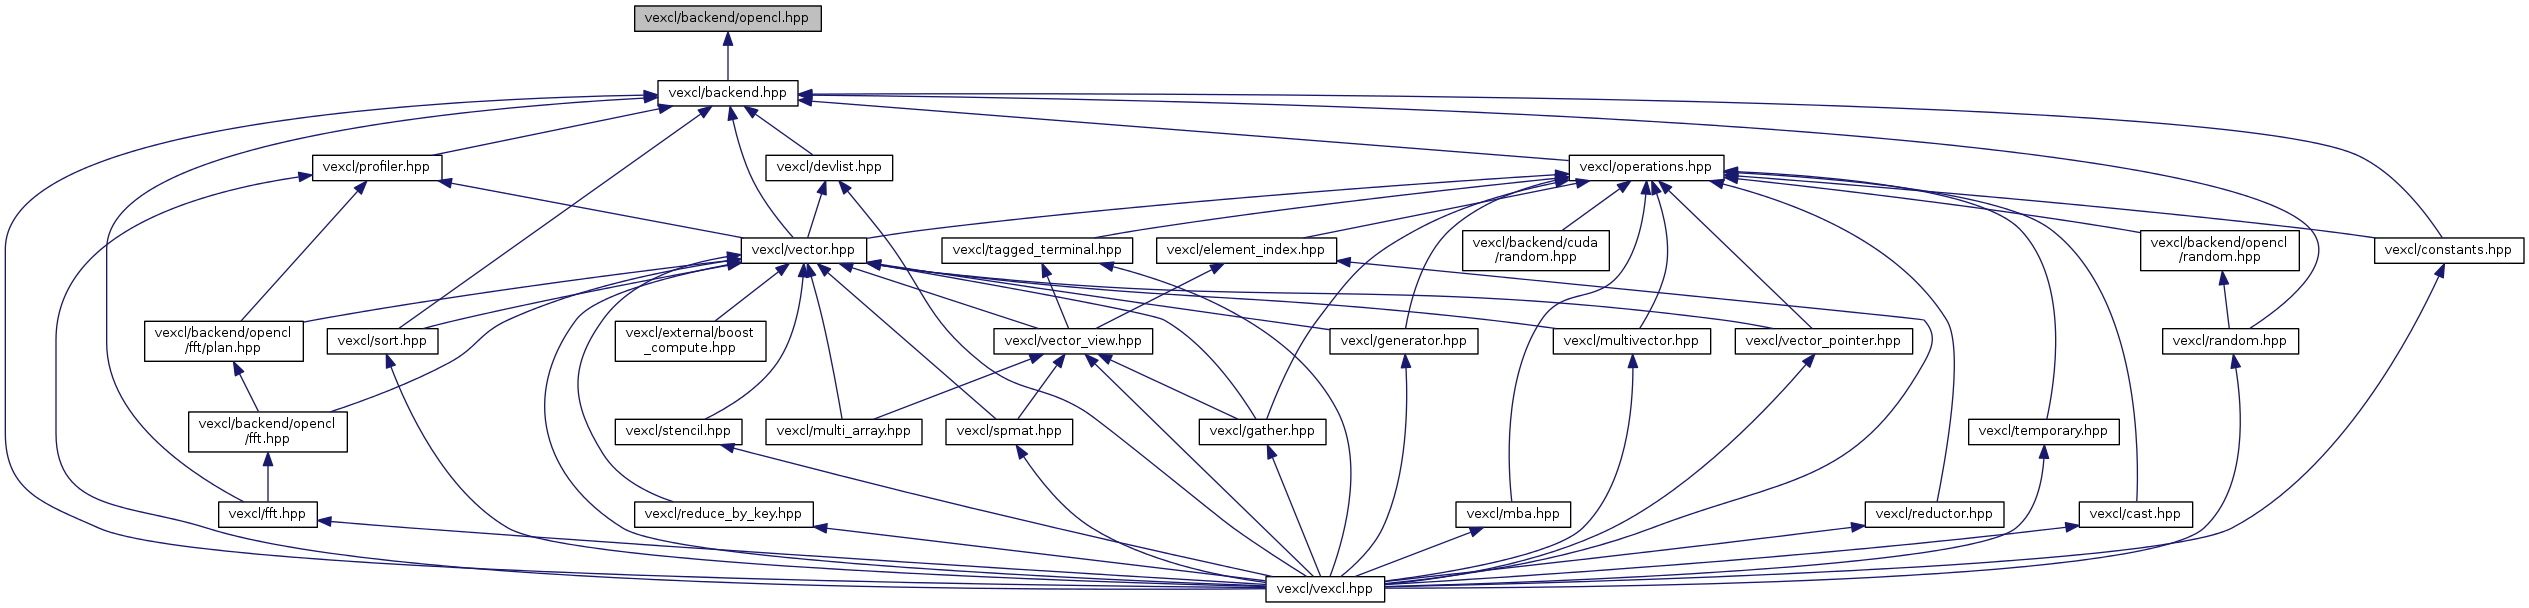 vexcl/backend/opencl.hpp
vexcl/backend.hpp
vexcl/profiler.hpp
vexcl/devlist.hpp
vexcl/operations.hpp
vexcl/vector.hpp
vexcl/tagged_terminal.hpp
vexcl/element_index.hpp
vexcl/backend/cuda
/random.hpp
vexcl/backend/opencl
/random.hpp
vexcl/constants.hpp
vexcl/backend/opencl
/fft/plan.hpp
vexcl/sort.hpp
vexcl/external/boost
_compute.hpp
vexcl/vector_view.hpp
vexcl/generator.hpp
vexcl/multivector.hpp
vexcl/vector_pointer.hpp
vexcl/random.hpp
vexcl/backend/opencl
/fft.hpp
vexcl/stencil.hpp
vexcl/multi_array.hpp
vexcl/spmat.hpp
vexcl/gather.hpp
vexcl/temporary.hpp
vexcl/fft.hpp
vexcl/reduce_by_key.hpp
vexcl/mba.hpp
vexcl/reductor.hpp
vexcl/cast.hpp
vexcl/vexcl.hpp